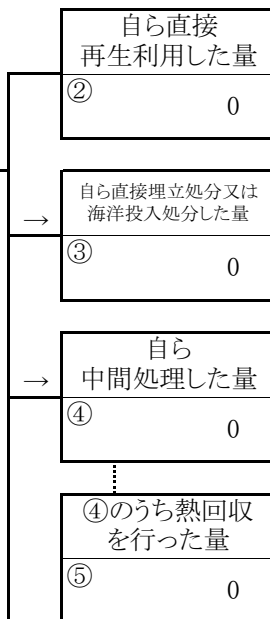 自ら直接
再生利用した量
②
0
自ら直接埋立処分又は
海洋投入処分した量
→
③
0
自ら
中間処理した量
→
④
0
④のうち熱回収
を行った量
⑤
0